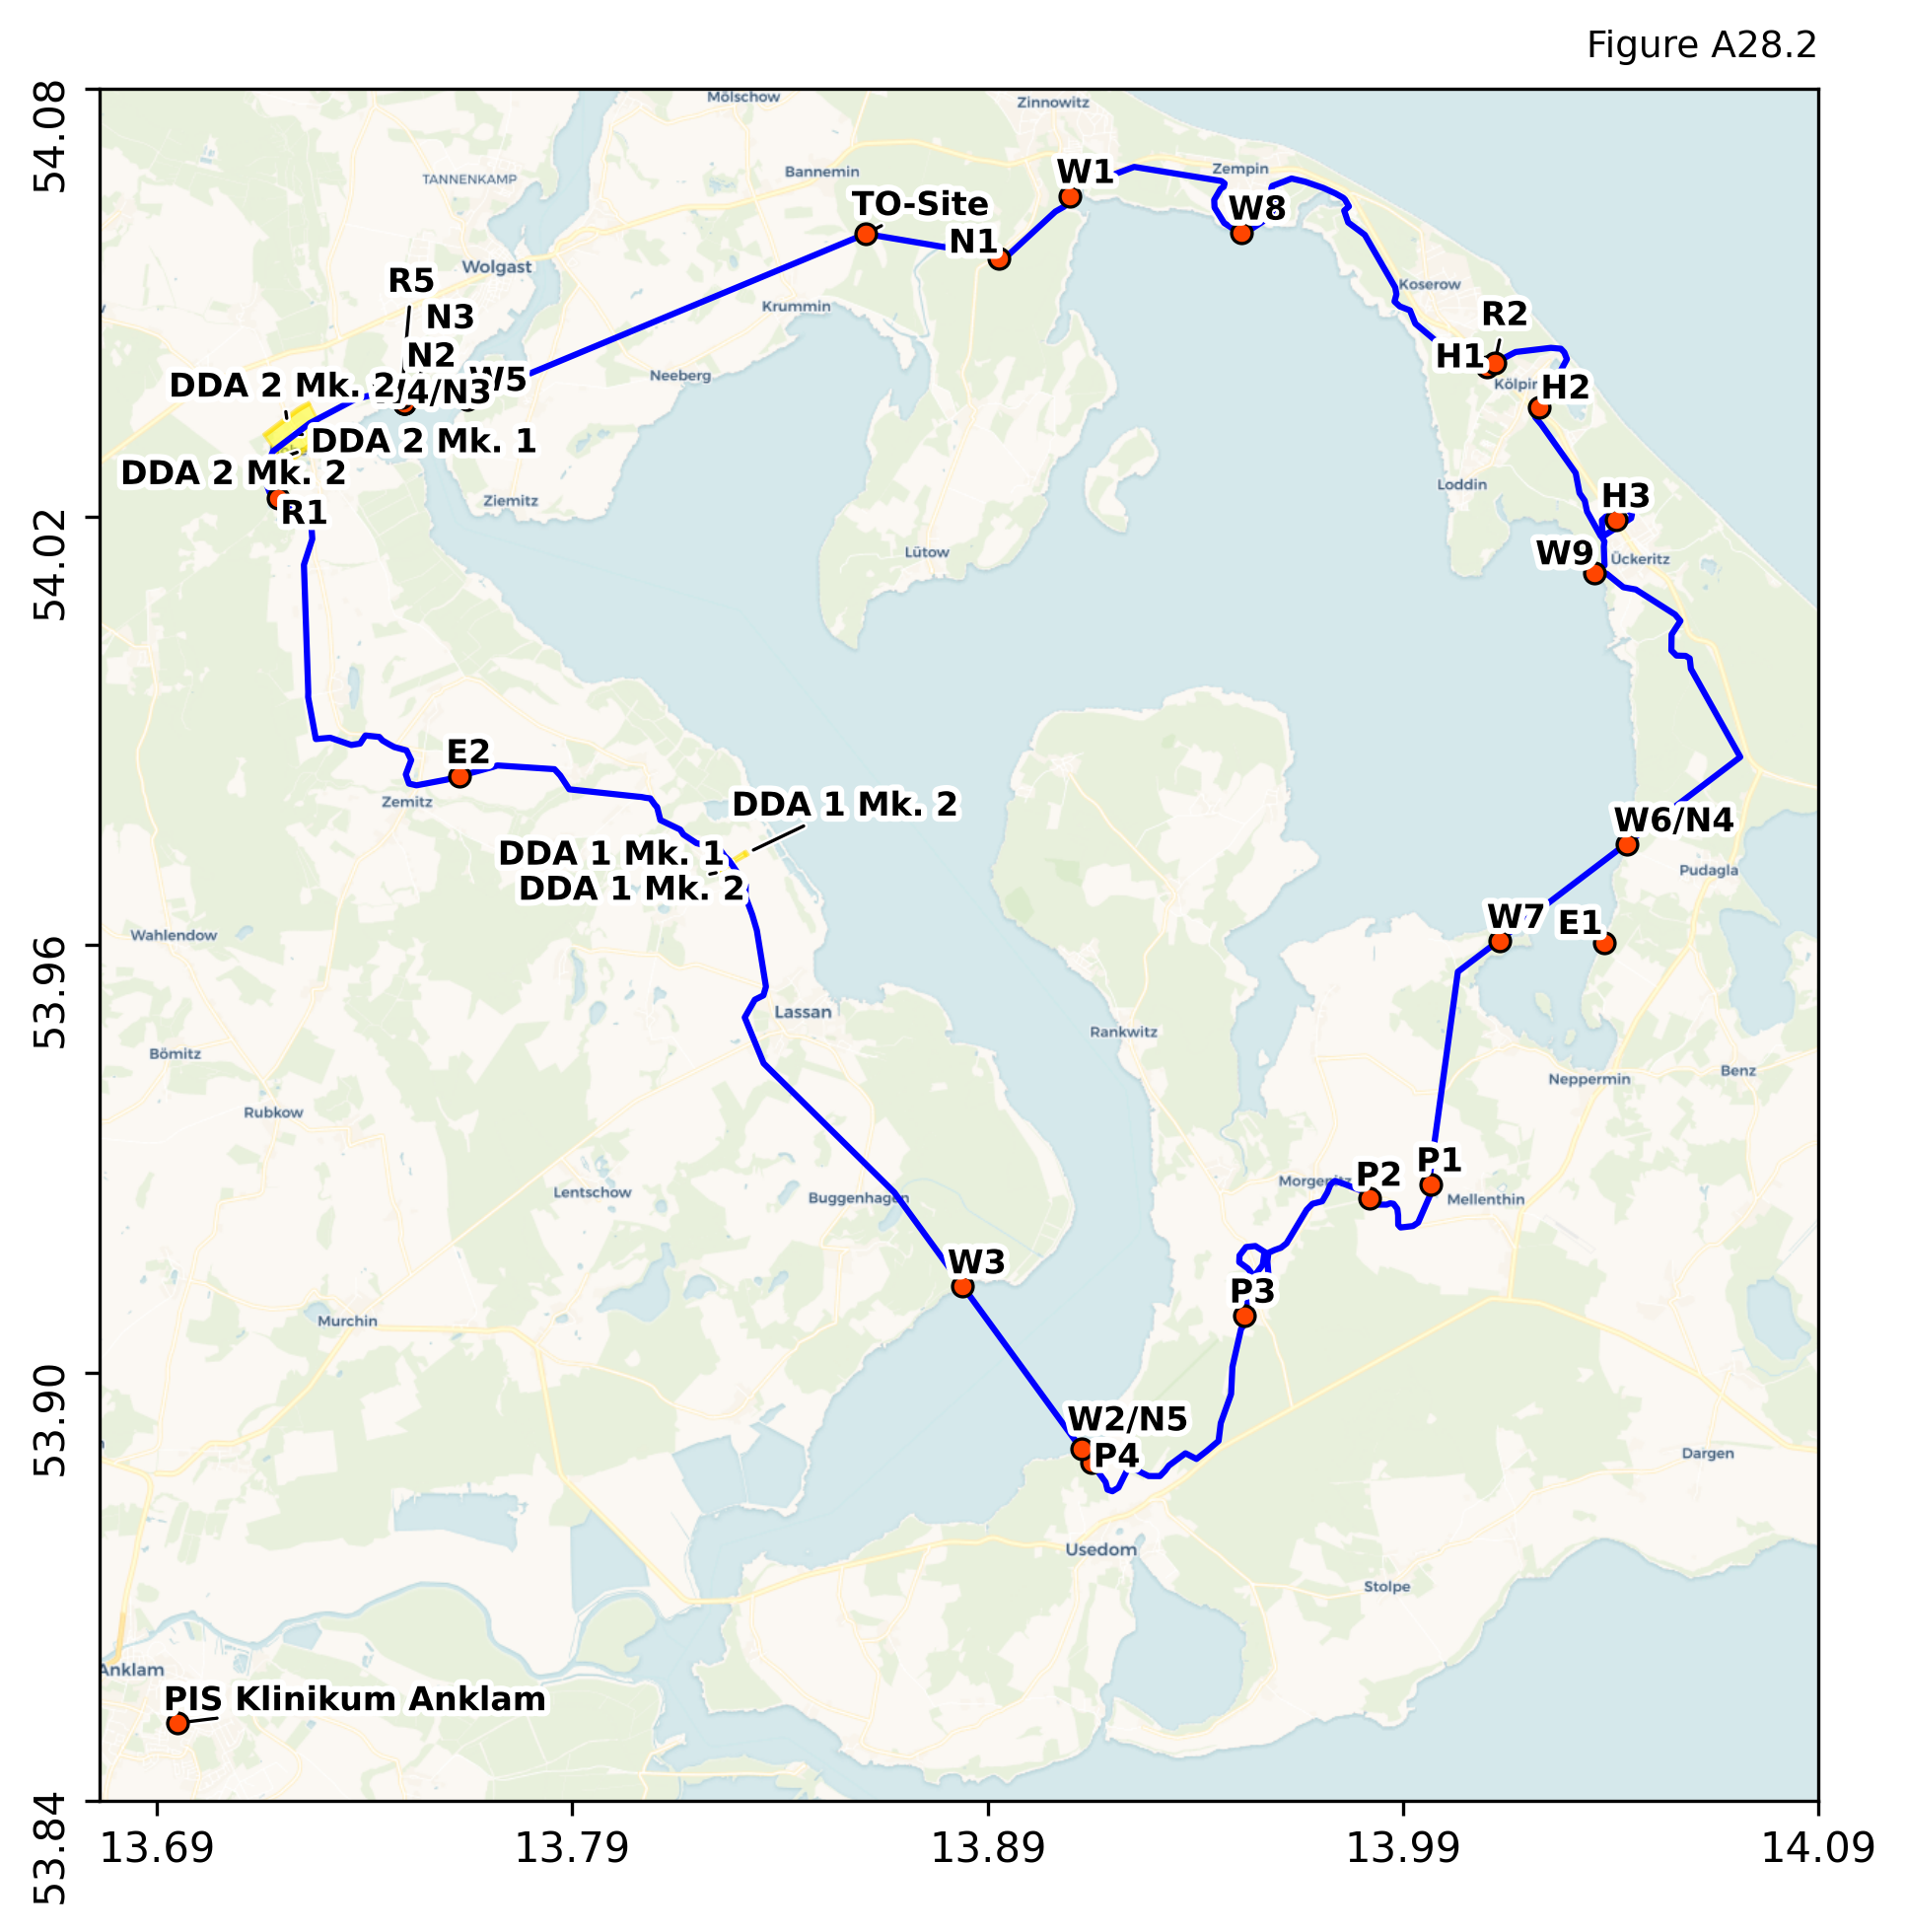 Figure A28.2
54.08
Mölschow
Zinnowitz
Bannemin
W1
Zempin
TANNENKAMP
TO-Site
W8
N1
Wolgast
R5
Koserow
Krummin
N3
R2
N2
H1
Neeberg
W5
DDA 2 Mk. 2
W4/N3
Kölpin
H2
DDA 2 Mk. 1
DDA 2 Mk. 2
Loddin
H3
Ziemitz
R1
54.02
Lütow
W9
Ückeritz
E2
Zemitz
DDA 1 Mk. 2
W6/N4
DDA 1 Mk. 1
Pudagla
DDA 1 Mk. 2
W7
E1
Wahlendow
53.96
Lassan
Rankwitz
Bömitz
Benz
Neppermin
Rubkow
P1
P2
Morgenitz
Lentschow
Buggenhagen
Mellenthin
W3
P3
Murchin
53.90
W2/N5
P4
Dargen
Usedom
Stolpe
Anklam
PIS Klinikum Anklam
53.84
13.69
13.79
13.89
13.99
14.09